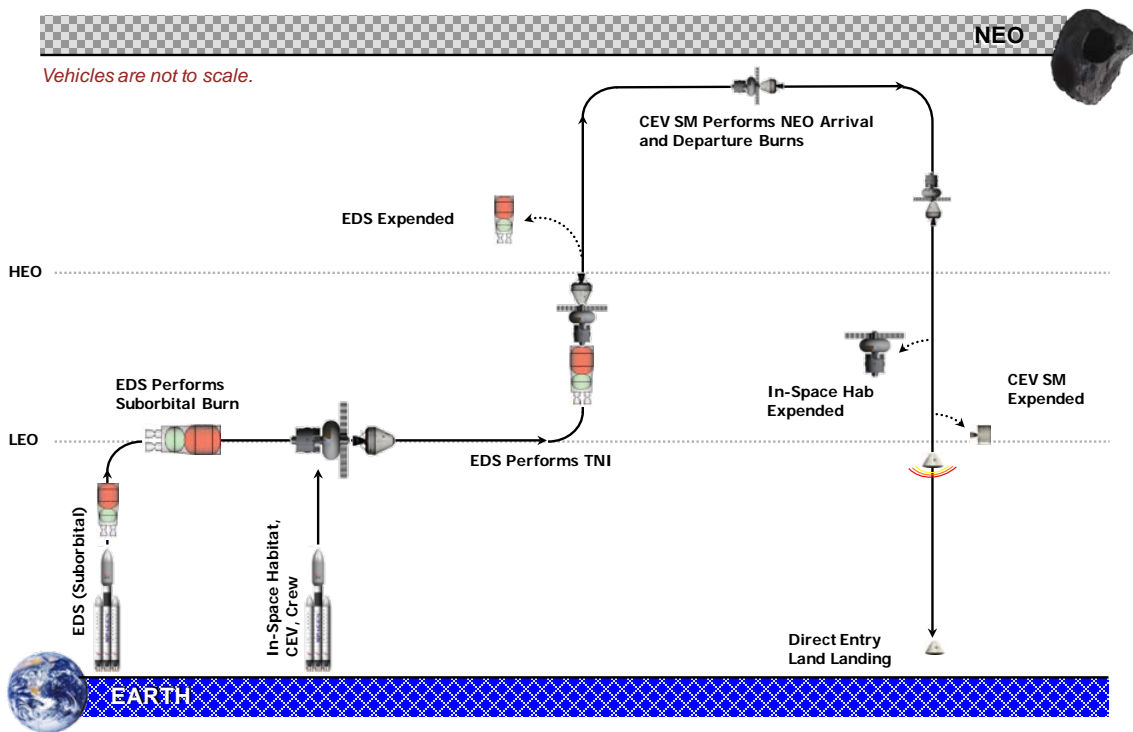 NEO
Vehicles are not to scale.
CEV SM Performs NEO Arrival
and Departure Burns
EDS Expended
HEO
EDS Performs
Suborbital Burn
In-Space Hab
Expended
CEV SM
Expended
LEO
EDS Performs TNI
EDS (Suborbital)
In-Space Habitat,
CEV, Crew
Direct Entry
Land Landing
EARTH